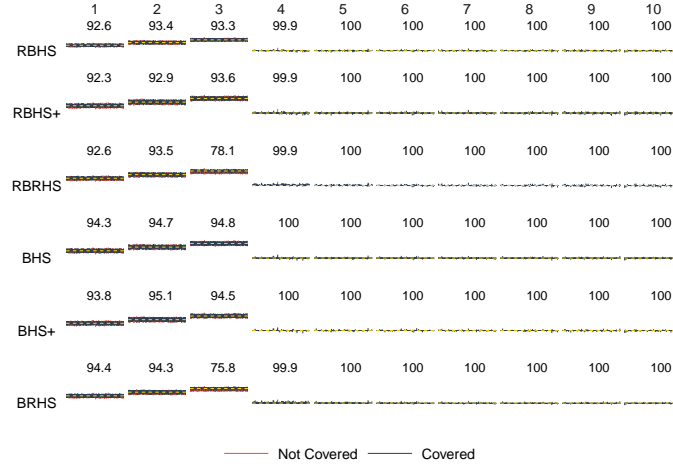 1 2 3 4 5 6 7 8 9 10
92.6 93.4 93.3 99.9 100 100 100 100 100 100
RBHS
92.3 92.9 93.6 99.9 100 100 100 100 100 100
RBHS+
92.6 93.5 78.1 99.9 100 100 100 100 100 100
RBRHS
94.3 94.7 94.8 100 100 100 100 100 100 100
BHS
93.8 95.1 94.5 100 100 100 100 100 100 100
BHS+
94.4 94.3 75.8 99.9 100 100 100 100 100 100
BRHS
Not Covered Covered